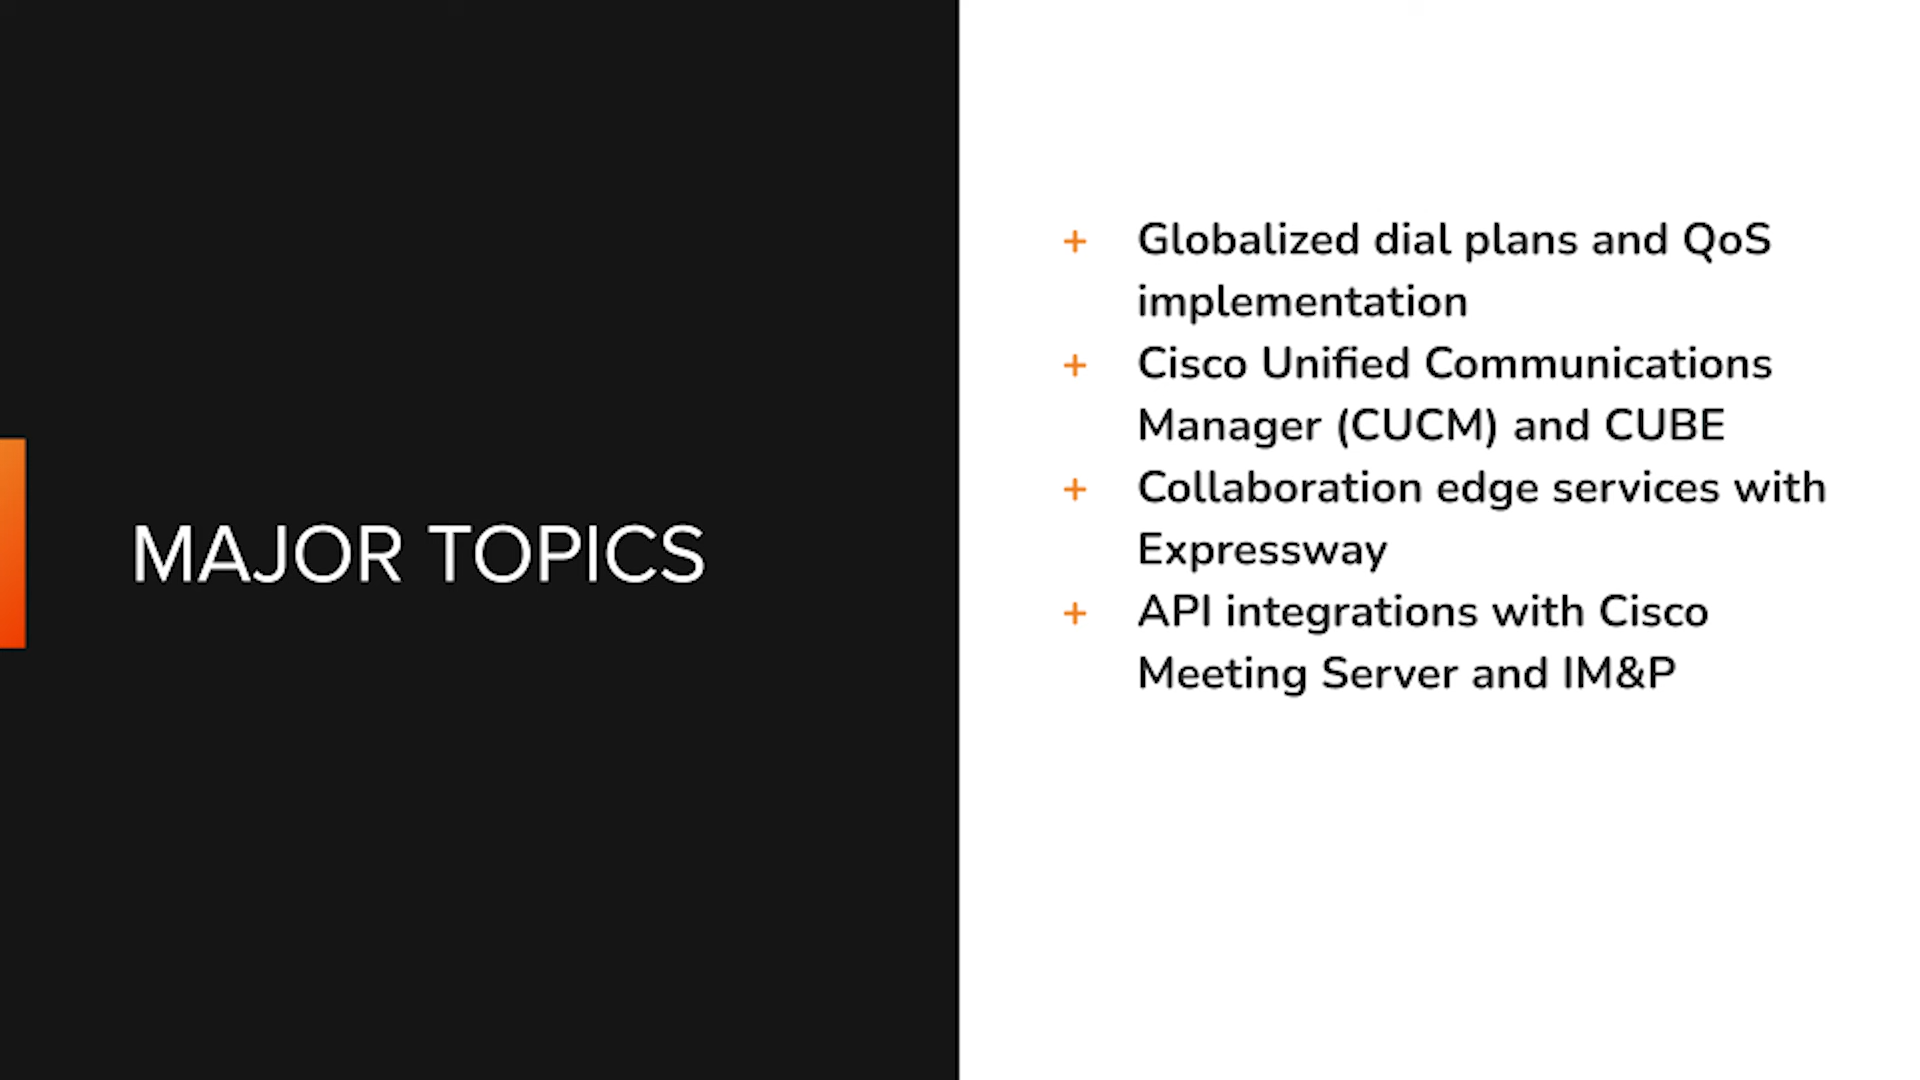 MAJOR TOPICS
+ Globalized dial plans and QoS
implementation
+ Cisco Unified Communications
Manager (CUCM) and CUBE
+ Collaboration edge services with
Expressway
+ API integrations with Cisco
Meeting Server and IM&P